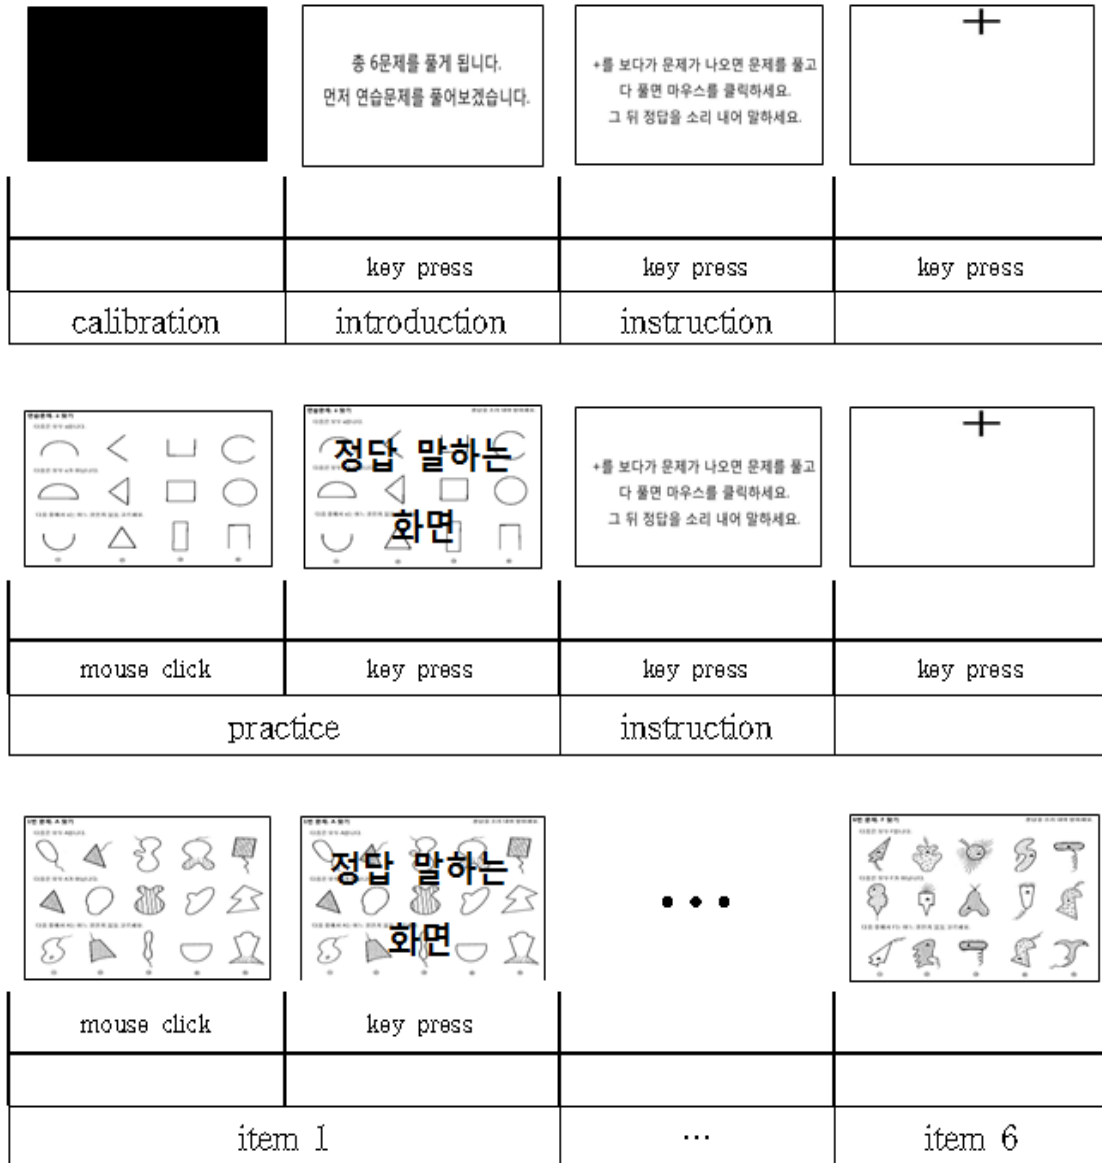 총 6문제를 풀게 됩니다.
먼저 연습문제를 풀어보겠습니다.
+를 보다가 문제가 나오면 문제를 풀고
다 풀면 마우스를 클릭하세요.
그 뒤 정답을 소리 내어 말하세요.
key press
key press
key press
calibration
introduction
instruction
정답 말하는
화면
+를 보다가 문제가 나오면 문제를 풀고
다 풀면 마우스를 클릭하세요.
그 뒤 정답을 소리 내어 말하세요.
mouse click
key press
key press
key press
practice
instruction
정답 말하는
화면
• • •
mouse click
key press
item 1
...
item 6